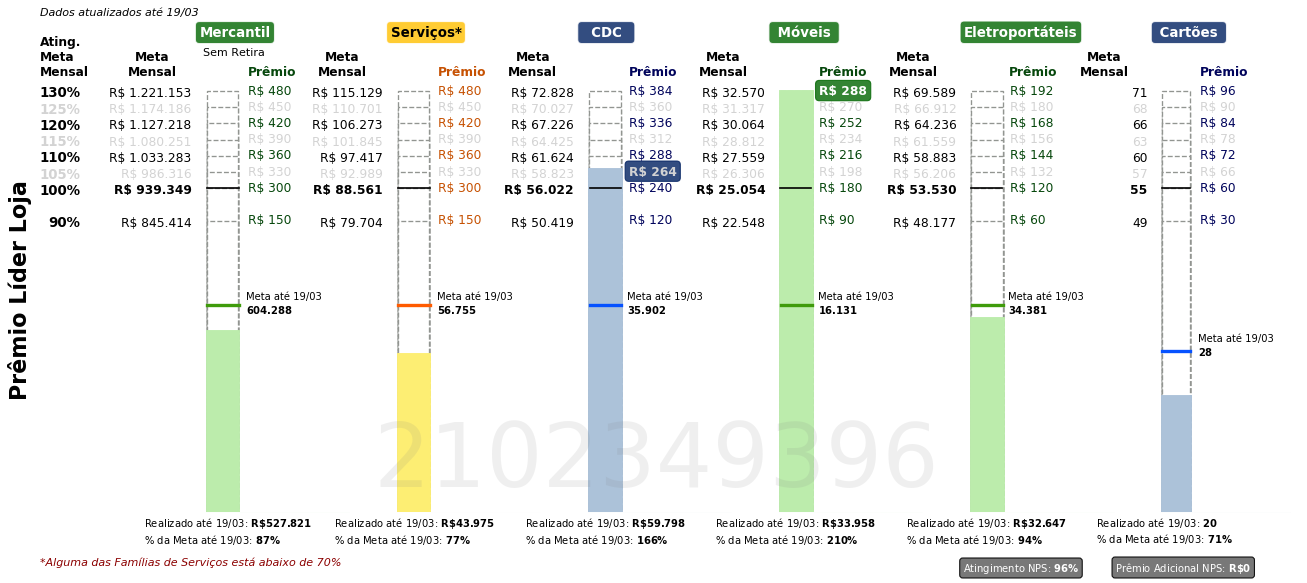 Dados atualizados até 19/03
Mercantil Serviços* CDC Móveis Eletroportáteis Cartões
Sem Retira
Ating. Meta Mensal
Meta Mensal Prêmio Meta Mensal Prêmio Meta Mensal Prêmio Meta Mensal Prêmio Meta Mensal Prêmio Meta Mensal Prêmio
130% R$ 1.221.153 R$ 480 R$ 115.129 R$ 480 R$ 72.828 R$ 384 R$ 32.570 R$ 288 R$ 69.589 R$ 192 71 R$ 96
125% R$ 1.174.186 R$ 450 R$ 110.701 R$ 450 R$ 70.027 R$ 360 R$ 31.317 R$ 270 R$ 66.912 R$ 180 68 R$ 90
120% R$ 1.127.218 R$ 420 R$ 106.273 R$ 420 R$ 67.226 R$ 336 R$ 30.064 R$ 252 R$ 64.236 R$ 168 66 R$ 84
115% R$ 1.080.251 R$ 390 R$ 101.845 R$ 390 R$ 64.425 R$ 312 R$ 28.812 R$ 234 R$ 61.559 R$ 156 63 R$ 78
110% R$ 1.033.283 R$ 360 R$ 97.417 R$ 360 R$ 61.624 R$ 288 R$ 27.559 R$ 216 R$ 58.883 R$ 144 60 R$ 72
105% R$ 986.316 R$ 330 R$ 92.989 R$ 330 R$ 58.823 R$ 264 R$ 26.306 R$ 198 R$ 56.206 R$ 132 57 R$ 66
100% R$ 939.349 R$ 300 R$ 88.561 R$ 300 R$ 56.022 R$ 240 R$ 25.054 R$ 180 R$ 53.530 R$ 120 55 R$ 60
90% R$ 845.414 R$ 150 R$ 79.704 R$ 150 R$ 50.419 R$ 120 R$ 22.548 R$ 90 R$ 48.177 R$ 60 49 R$ 30
Prêmio Líder Loja
Meta até 19/03 Meta até 19/03 Meta até 19/03 Meta até 19/03 Meta até 19/03
604.288 56.755 35.902 16.131 34.381
Meta até 19/03
28
2102349396
Realizado até 19/03: R$527.821 Realizado até 19/03: R$43.975 Realizado até 19/03: R$59.798 Realizado até 19/03: R$33.958 Realizado até 19/03: R$32.647 Realizado até 19/03: 20
% da Meta até 19/03: 87% % da Meta até 19/03: 77% % da Meta até 19/03: 166% % da Meta até 19/03: 210% % da Meta até 19/03: 94% % da Meta até 19/03: 71%
*Alguma das Famílias de Serviços está abaixo de 70%
Atingimento NPS: 96% Prêmio Adicional NPS: R$0